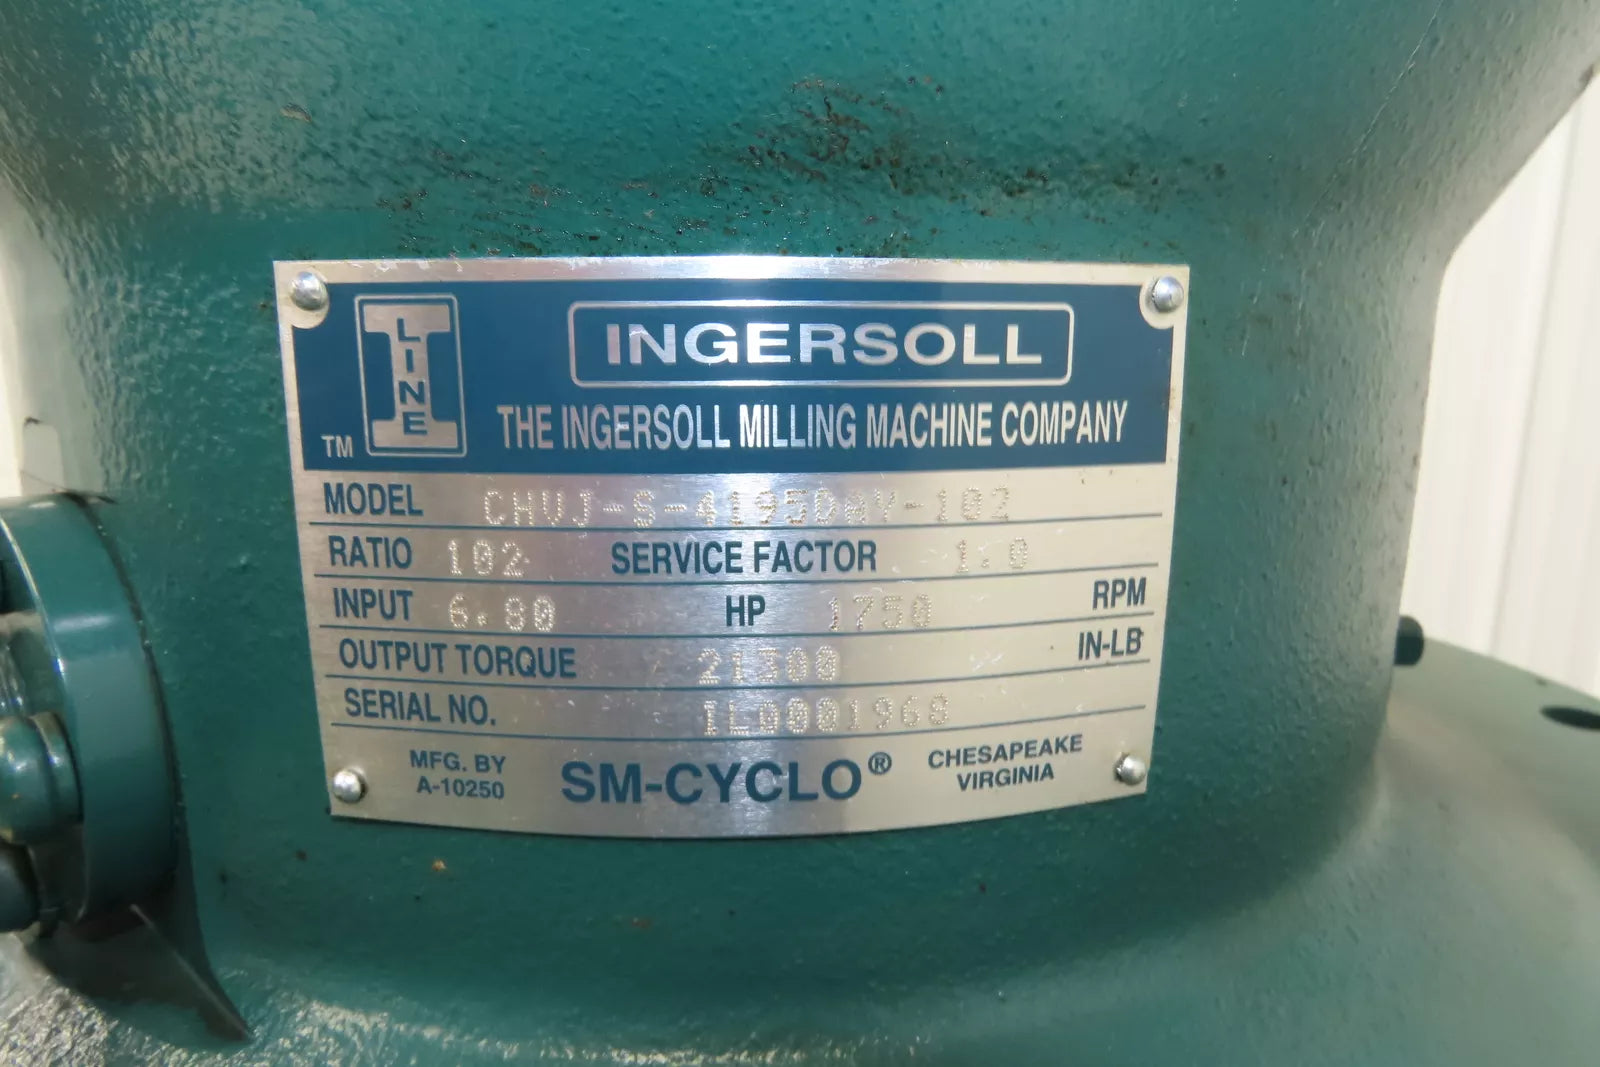 LINE
TM
INGERSOLL
THE INGERSOLL MILLING MACHINE COMPANY
MODEL CHVJ-S-4195DQY-102
RATIO 102 SERVICE FACTOR 1.0
INPUT 6.80 HP 1750 RPM
OUTPUT TORQUE 21300 IN-LB
SERIAL NO. 1L0001968
MFG. BY
A-10250
SM-CYCLO®
CHESAPEAKE
VIRGINIA